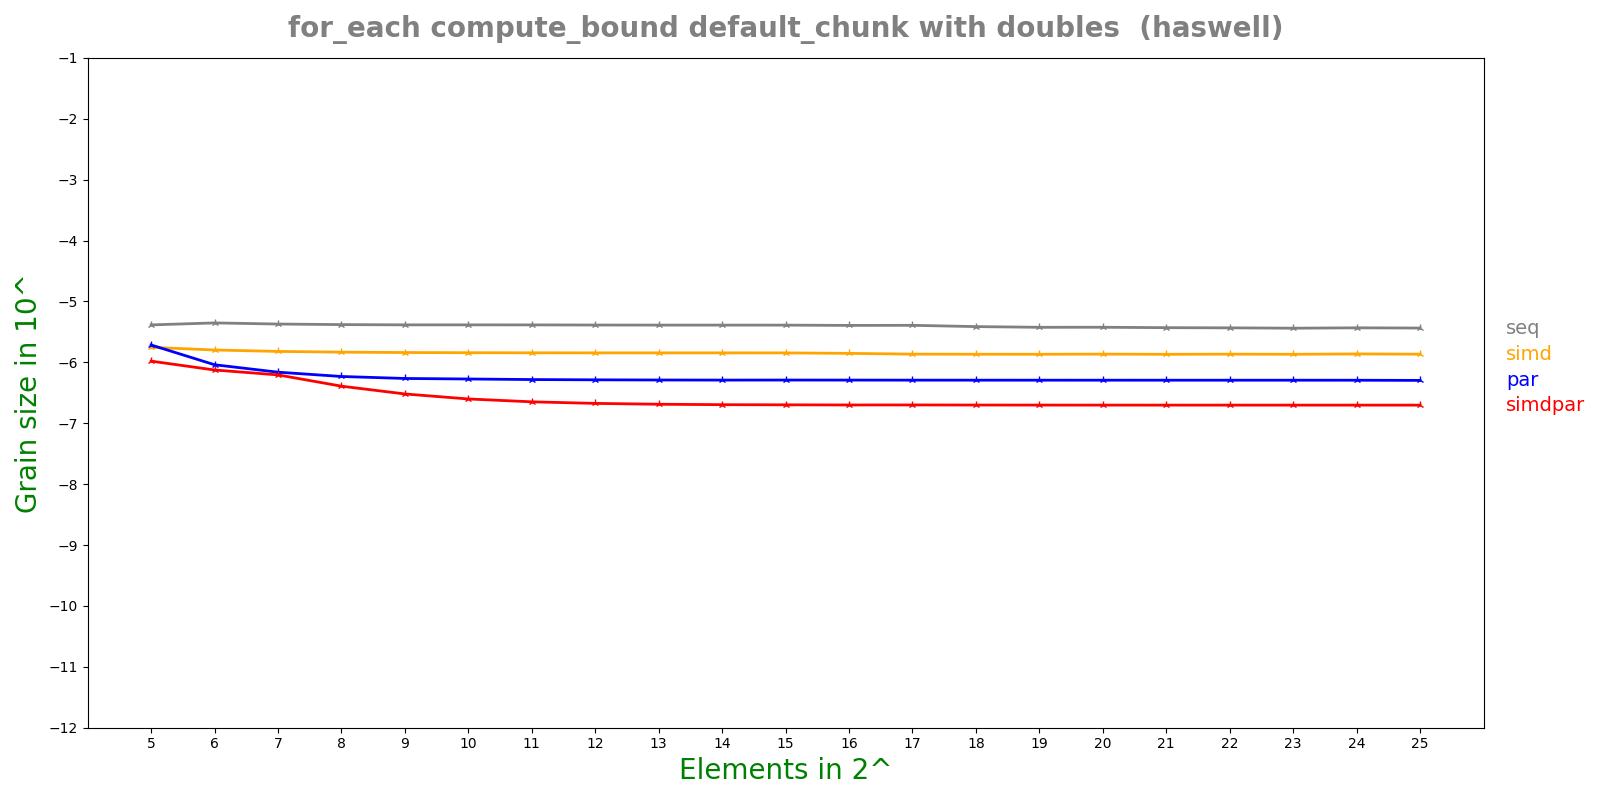 for_each compute_bound default_chunk with doubles (haswell)
−1
−2
−3
−4
−5
−6
−7
−8
−9
−10
−11
−12
Grain size in 10^
5 6 7 8 9 10 11 12 13 14 15 16 17 18 19 20 21 22 23 24 25
Elements in 2^
seq
simd
par
simdpar